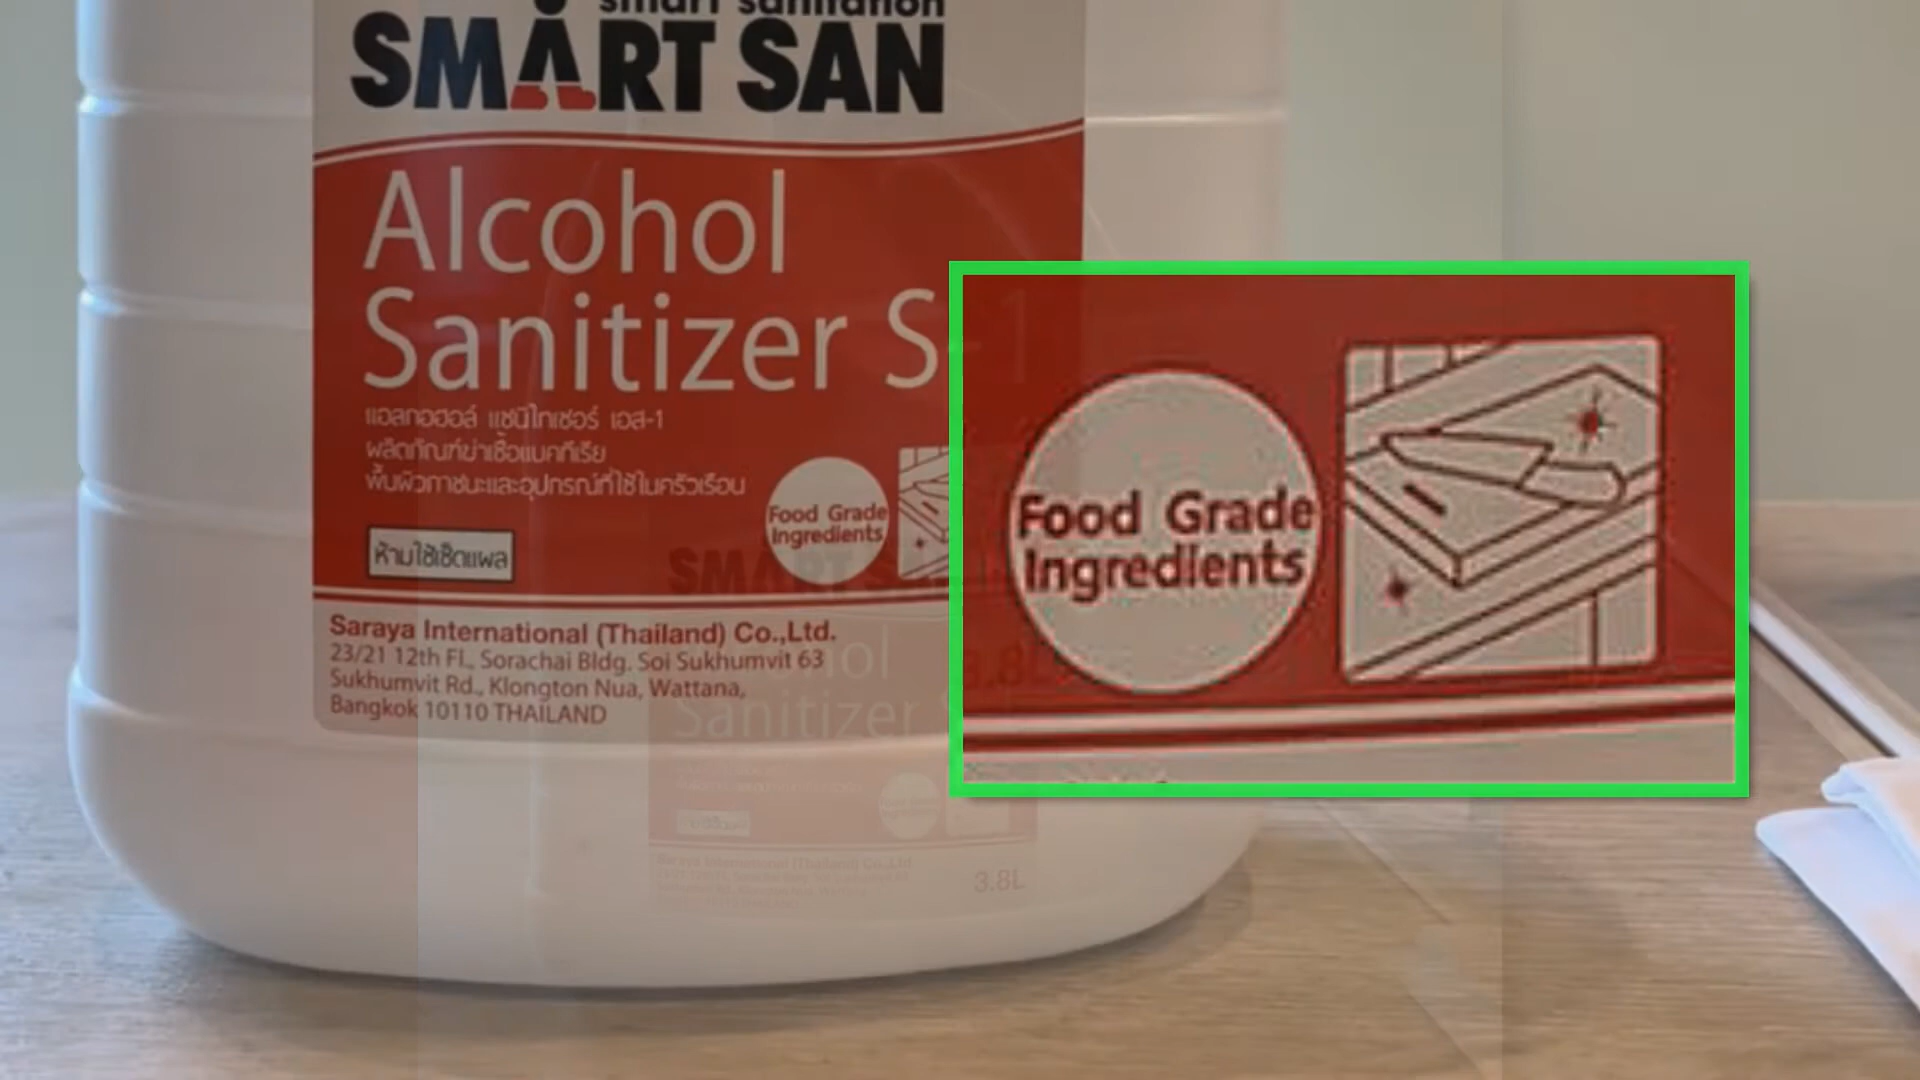 smart sanitation
SMART SAN
Alcohol
Sanitizer S-1
แอลกอฮอล์ แซนิไทเซอร์ เอส-1
ผลิตภัณฑ์ฆ่าเชื้อแบคทีเรีย
พื้นผิวภาชนะและอุปกรณ์ที่ใช้ในครัวเรือน
Food Grade
Ingredients
ห้ามใช้เช็ดแผล
Saraya International (Thailand) Co.,Ltd.
23/21 12th Fl., Sorachai Bldg. Soi Sukhumvit 63
Sukhumvit Rd., Klongton Nua, Wattana,
Bangkok 10110 THAILAND
3.8L
Food Grade
Ingredients
SMART
Sanitizer
3.8L